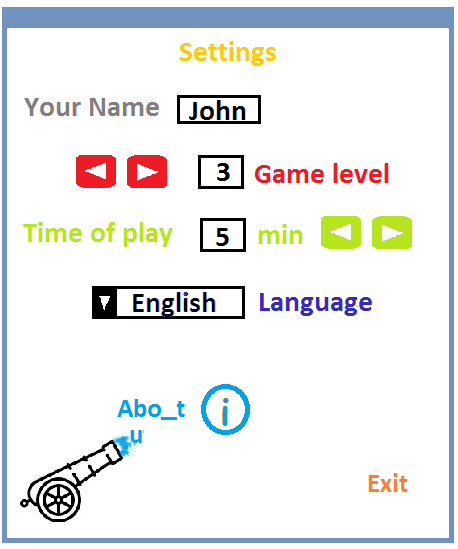 Settings
Your Name John
3 Game level
Time of play 5 min
English Language
Abo_t i
u
Exit